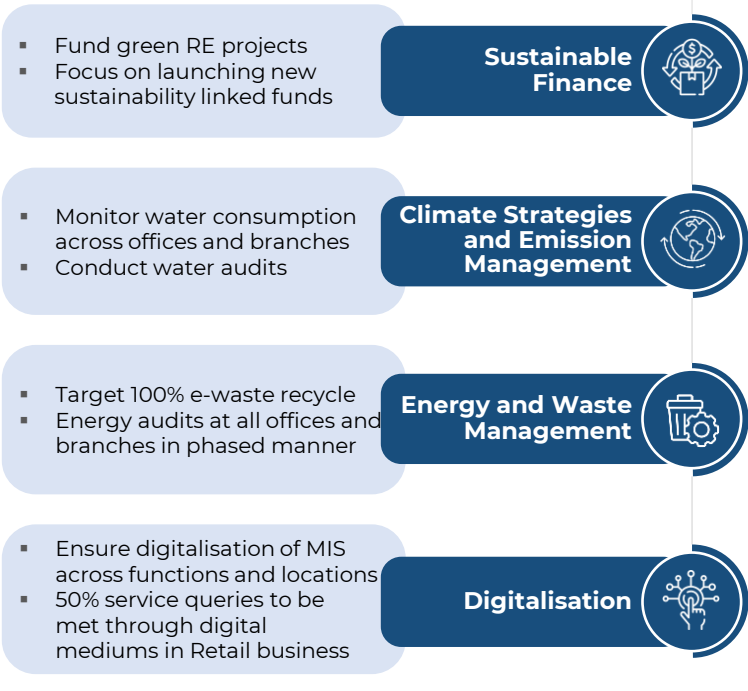 ▪ Fund green RE projects
▪ Focus on launching new
sustainability linked funds
Sustainable
Finance
$
▪ Monitor water consumption
across offices and branches
▪ Conduct water audits
Climate Strategies
and Emission
Management
▪ Target 100% e-waste recycle
▪ Energy audits at all offices and
branches in phased manner
Energy and Waste
Management
▪ Ensure digitalisation of MIS
across functions and locations
▪ 50% service queries to be
met through digital
mediums in Retail business
Digitalisation